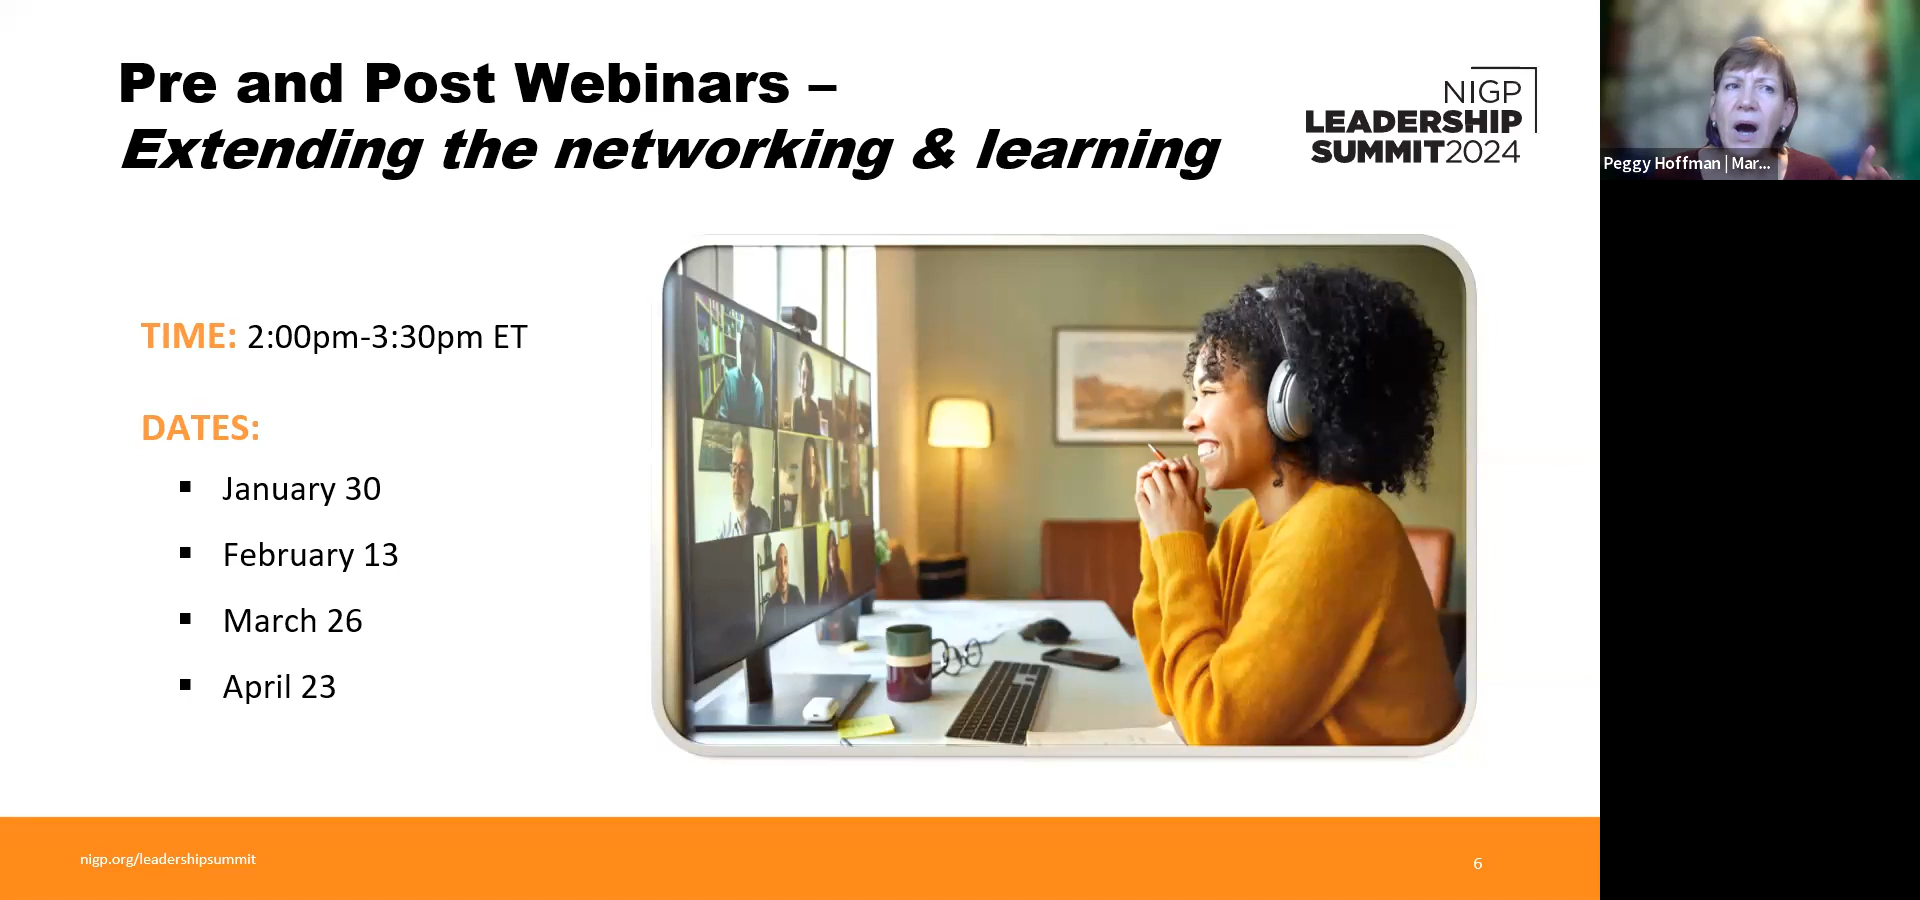 Pre and Post Webinars –
Extending the networking & learning
NIGP
LEADERSHIP
SUMMIT2024
Peggy Hoffman | Mar...
TIME: 2:00pm-3:30pm ET
DATES:
▪ January 30
▪ February 13
▪ March 26
▪ April 23
nigp.org/leadershipsummit
6